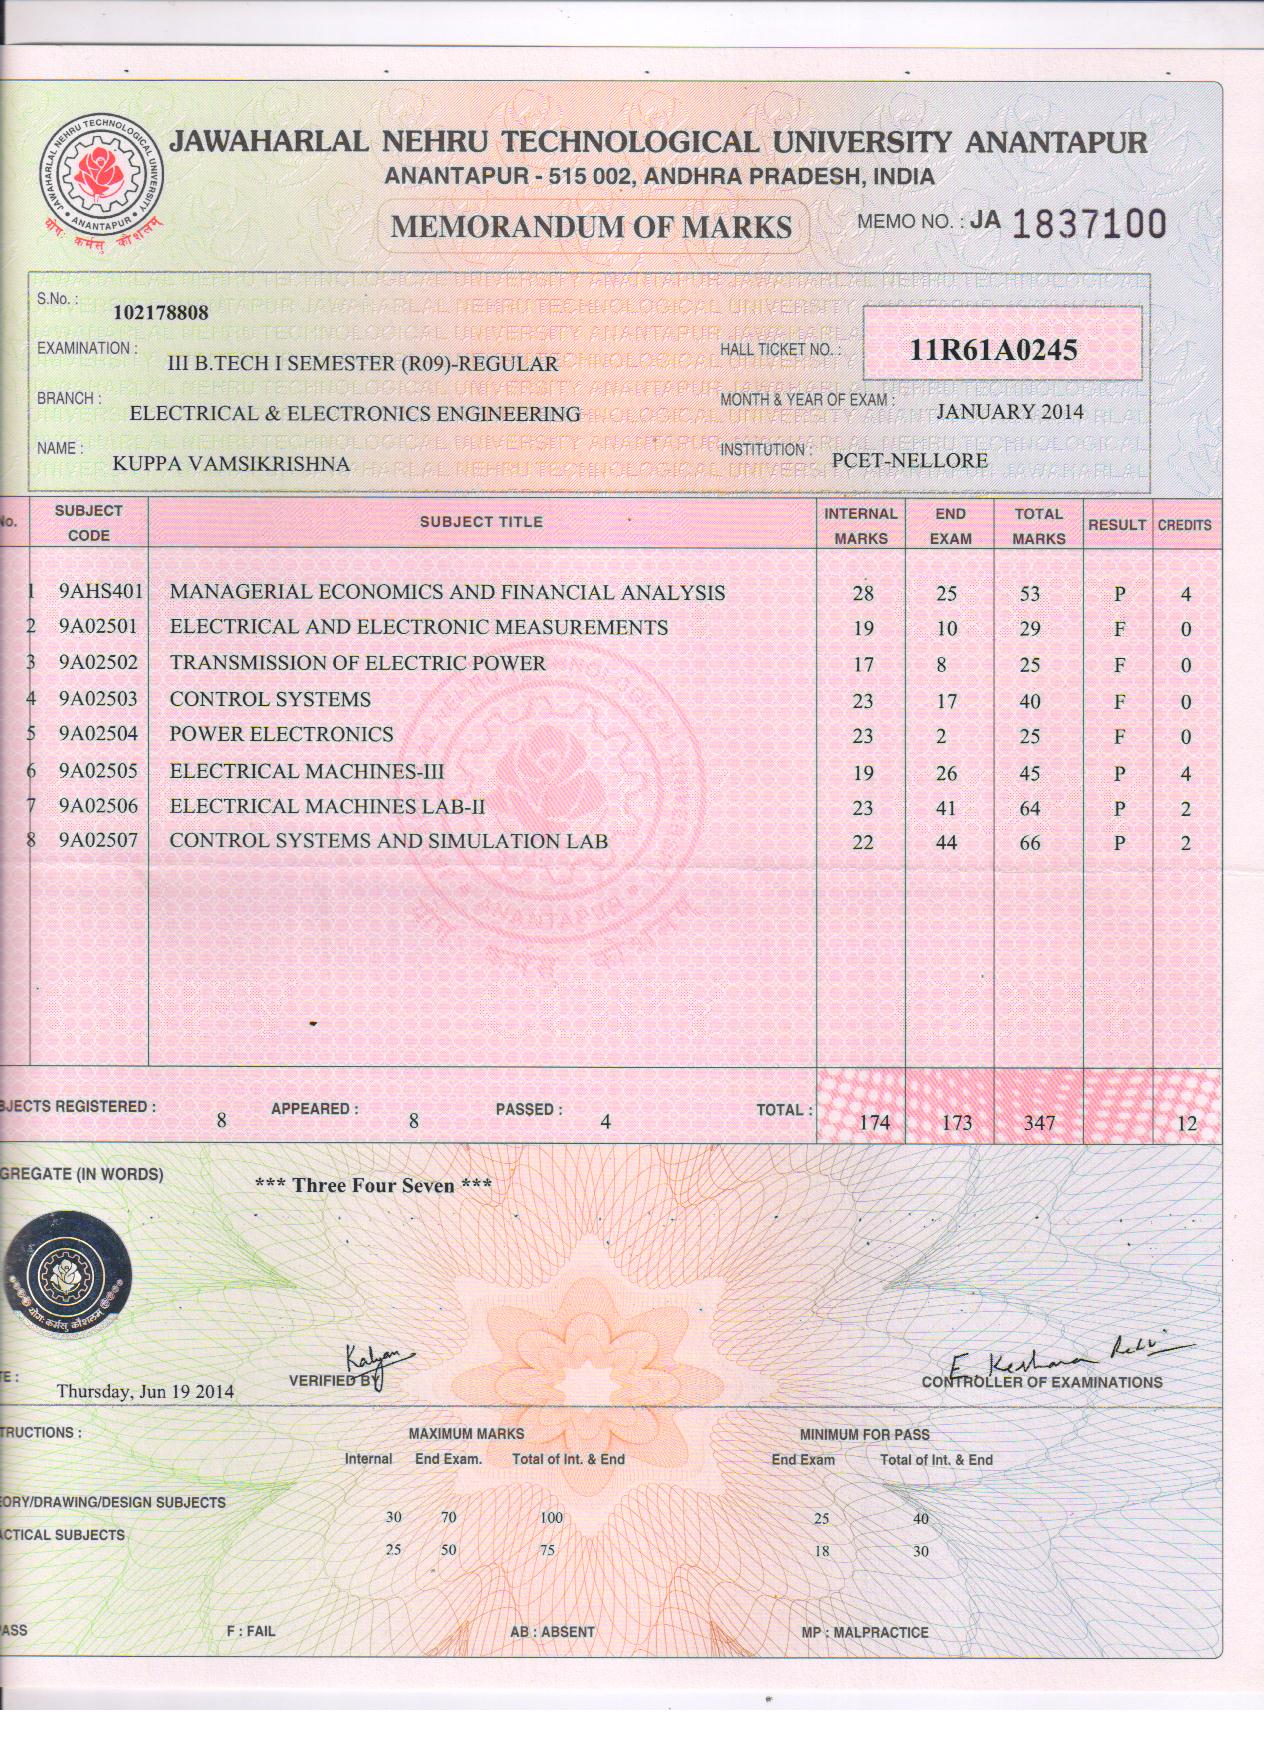 JAWAHARLAL NEHRU TECHNOLOGICAL UNIVERSITY ANANTAPUR
ANANTAPUR - 515 002, ANDHRA PRADESH, INDIA
JAWAHARLAL NEHRU TECHNOLOGICAL UNIVERSITY
ANANTAPUR
योगः कर्मसु कौशलम्
MEMORANDUM OF MARKS MEMO NO. : JA 1837100
S.No. : 102178808
EXAMINATION : III B.TECH I SEMESTER (R09)-REGULAR HALL TICKET NO. : 11R61A0245
BRANCH : ELECTRICAL & ELECTRONICS ENGINEERING MONTH & YEAR OF EXAM : JANUARY 2014
NAME : KUPPA VAMSIKRISHNA INSTITUTION : PCET-NELLORE
No. SUBJECT CODE SUBJECT TITLE INTERNAL MARKS END EXAM TOTAL MARKS RESULT CREDITS
1 9AHS401 MANAGERIAL ECONOMICS AND FINANCIAL ANALYSIS 28 25 53 P 4
2 9A02501 ELECTRICAL AND ELECTRONIC MEASUREMENTS 19 10 29 F 0
3 9A02502 TRANSMISSION OF ELECTRIC POWER 17 8 25 F 0
4 9A02503 CONTROL SYSTEMS 23 17 40 F 0
5 9A02504 POWER ELECTRONICS 23 2 25 F 0
6 9A02505 ELECTRICAL MACHINES-III 19 26 45 P 4
7 9A02506 ELECTRICAL MACHINES LAB-II 23 41 64 P 2
8 9A02507 CONTROL SYSTEMS AND SIMULATION LAB 22 44 66 P 2
BJECTS REGISTERED : 8 APPEARED : 8 PASSED : 4 TOTAL : 174 173 347 12
GREGATE (IN WORDS) *** Three Four Seven ***
योगः कर्मसु कौशलम्
Kalyan
E. Keshava Reddy
TE : Thursday, Jun 19 2014 VERIFIED BY CONTROLLER OF EXAMINATIONS
TRUCTIONS : MAXIMUM MARKS MINIMUM FOR PASS
Internal End Exam. Total of Int. & End End Exam Total of Int. & End
ORY/DRAWING/DESIGN SUBJECTS 30 70 100 25 40
ACTICAL SUBJECTS 25 50 75 18 30
ASS F : FAIL AB : ABSENT MP : MALPRACTICE